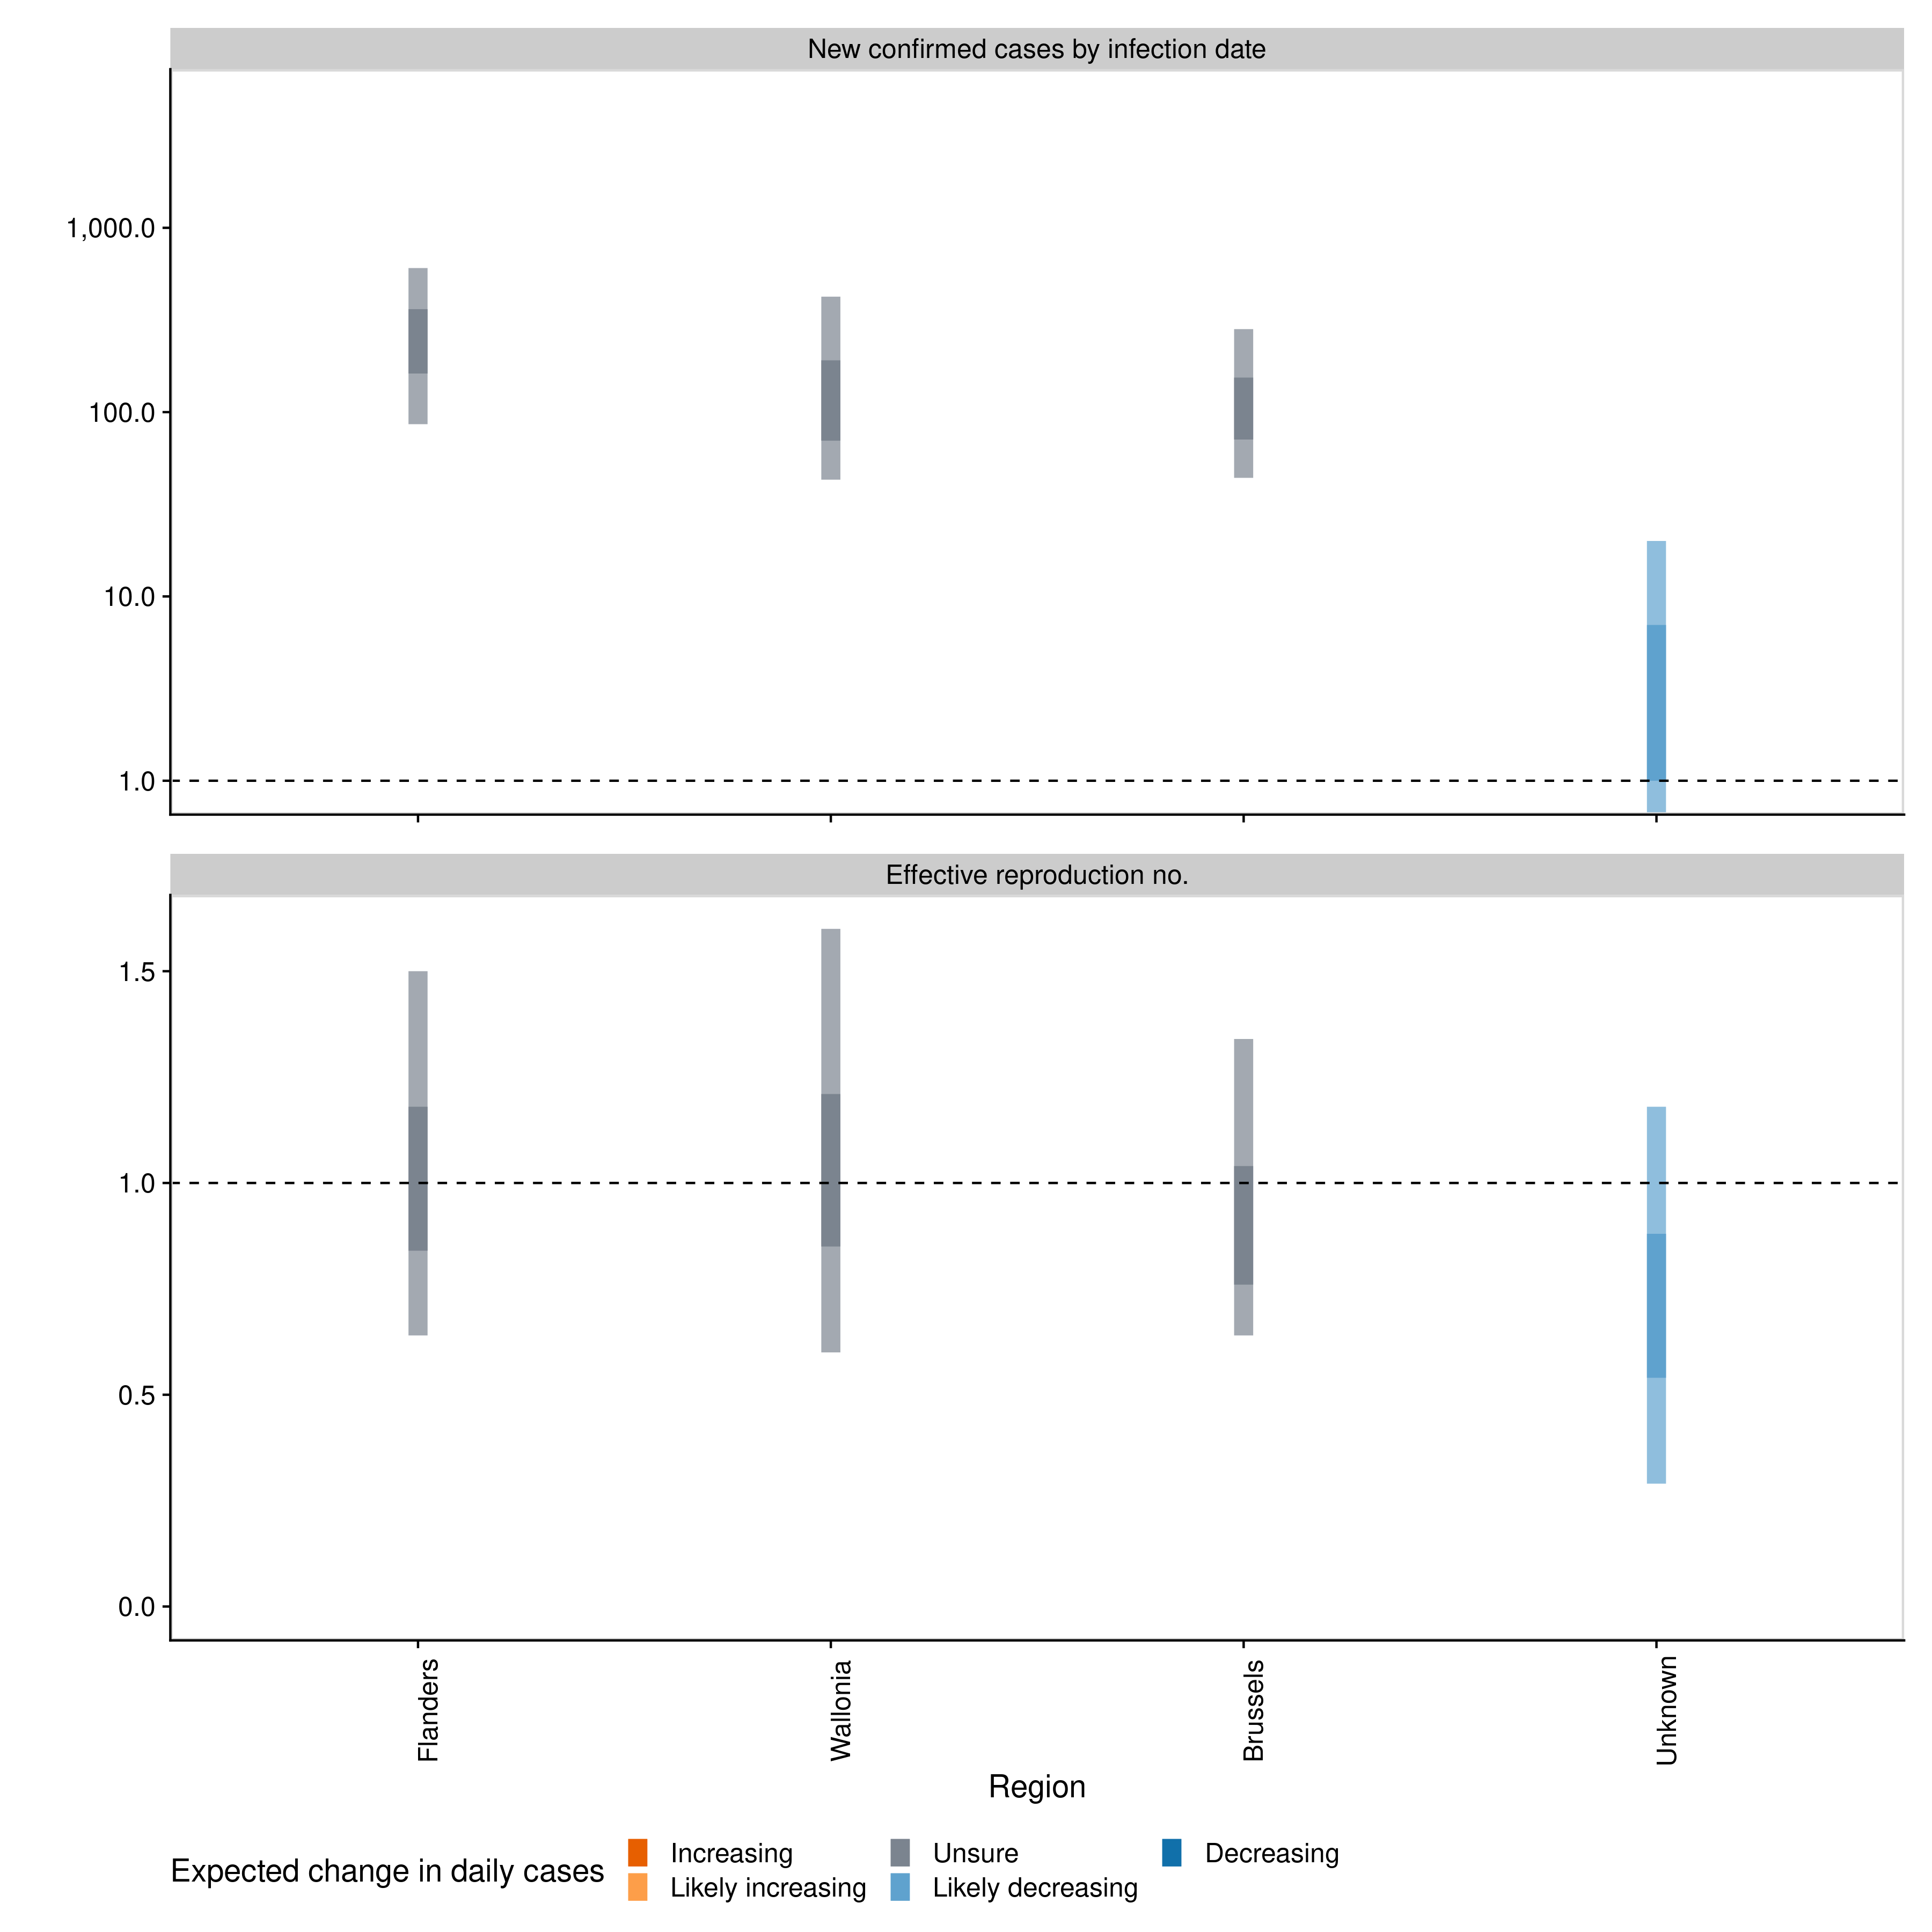 New confirmed cases by infection date
1,000.0
100.0
10.0
1.0
Effective reproduction no.
1.5
1.0
0.5
0.0
Flanders
Wallonia
Brussels
Unknown
Region
Expected change in daily cases
Increasing
Likely increasing
Unsure
Likely decreasing
Decreasing